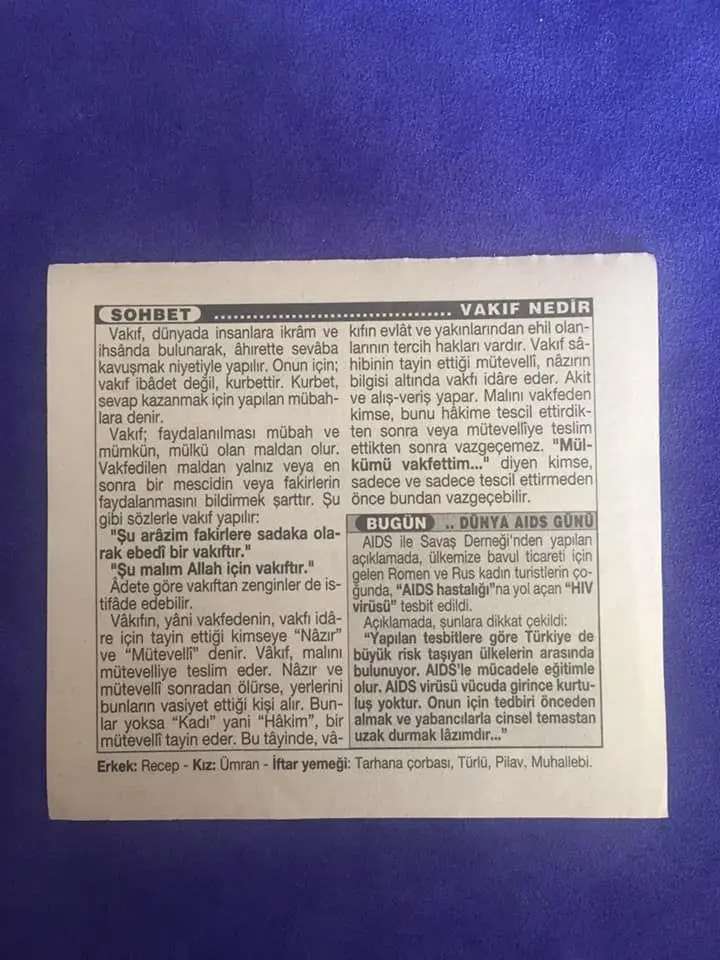 SOHBET ................................... VAKIF NEDİR
Vakıf, dünyada insanlara ikrâm ve
ihsânda bulunarak, âhırette sevâba
kavuşmak niyetiyle yapılır. Onun için;
vakıf ibâdet değil, kurbettir. Kurbet,
sevap kazanmak için yapılan mübah-
lara denir.
Vakıf; faydalanılması mübah ve
mümkün, mülkü olan maldan olur.
Vakfedilen maldan yalnız veya en
sonra bir mescidin veya fakirlerin
faydalanmasını bildirmek şarttır. Şu
gibi sözlerle vakıf yapılır:
"Şu arâzim fakirlere sadaka ola-
rak ebedî bir vakıftır."
"Şu malım Allah için vakıftır."
Âdete göre vakıftan zenginler de is-
tifâde edebilir.
Vâkıfın, yâni vakfedenin, vakfı idâ-
re için tayin ettiği kimseye "Nâzır"
ve "Mütevelli" denir. Vâkıf, malını
mütevelliye teslim eder. Nâzır ve
mütevellî sonradan ölürse, yerlerini
bunların vasiyet ettiği kişi alır. Bun-
lar yoksa "Kadı" yani "Hâkim", bir
mütevellî tayin eder. Bu tâyinde, vâ-
kıfın evlât ve yakınlarından ehil olan-
larının tercih hakları vardır. Vakıf sâ-
hibinin tayin ettiği mütevellî, nâzırın
bilgisi altında vakfı idâre eder. Akit
ve alış-veriş yapar. Malını vakfeden
kimse, bunu hâkime tescil ettirdik-
ten sonra veya mütevellîye teslim
ettikten sonra vazgeçemez. "Mül-
kümü vakfettim..." diyen kimse,
sadece ve sadece tescil ettirmeden
önce bundan vazgeçebilir.
BUGÜN .. DÜNYA AIDS GÜNÜ
AIDS ile Savaş Derneği'nden yapılan
açıklamada, ülkemize bavul ticareti için
gelen Romen ve Rus kadın turistlerin ço-
ğunda, "AIDS hastalığı"na yol açan "HIV
virüsü" tesbit edildi.
Açıklamada, şunlara dikkat çekildi:
"Yapılan tesbitlere göre Türkiye de
büyük risk taşıyan ülkelerin arasında
bulunuyor. AIDS'le mücadele eğitimle
olur. AIDS virüsü vücuda girince kurtu-
luş yoktur. Onun için tedbiri önceden
almak ve yabancılarla cinsel temastan
uzak durmak lâzımdır..."
Erkek: Recep - Kız: Ümran - İftar yemeği: Tarhana çorbası, Türlü, Pilav, Muhallebi.